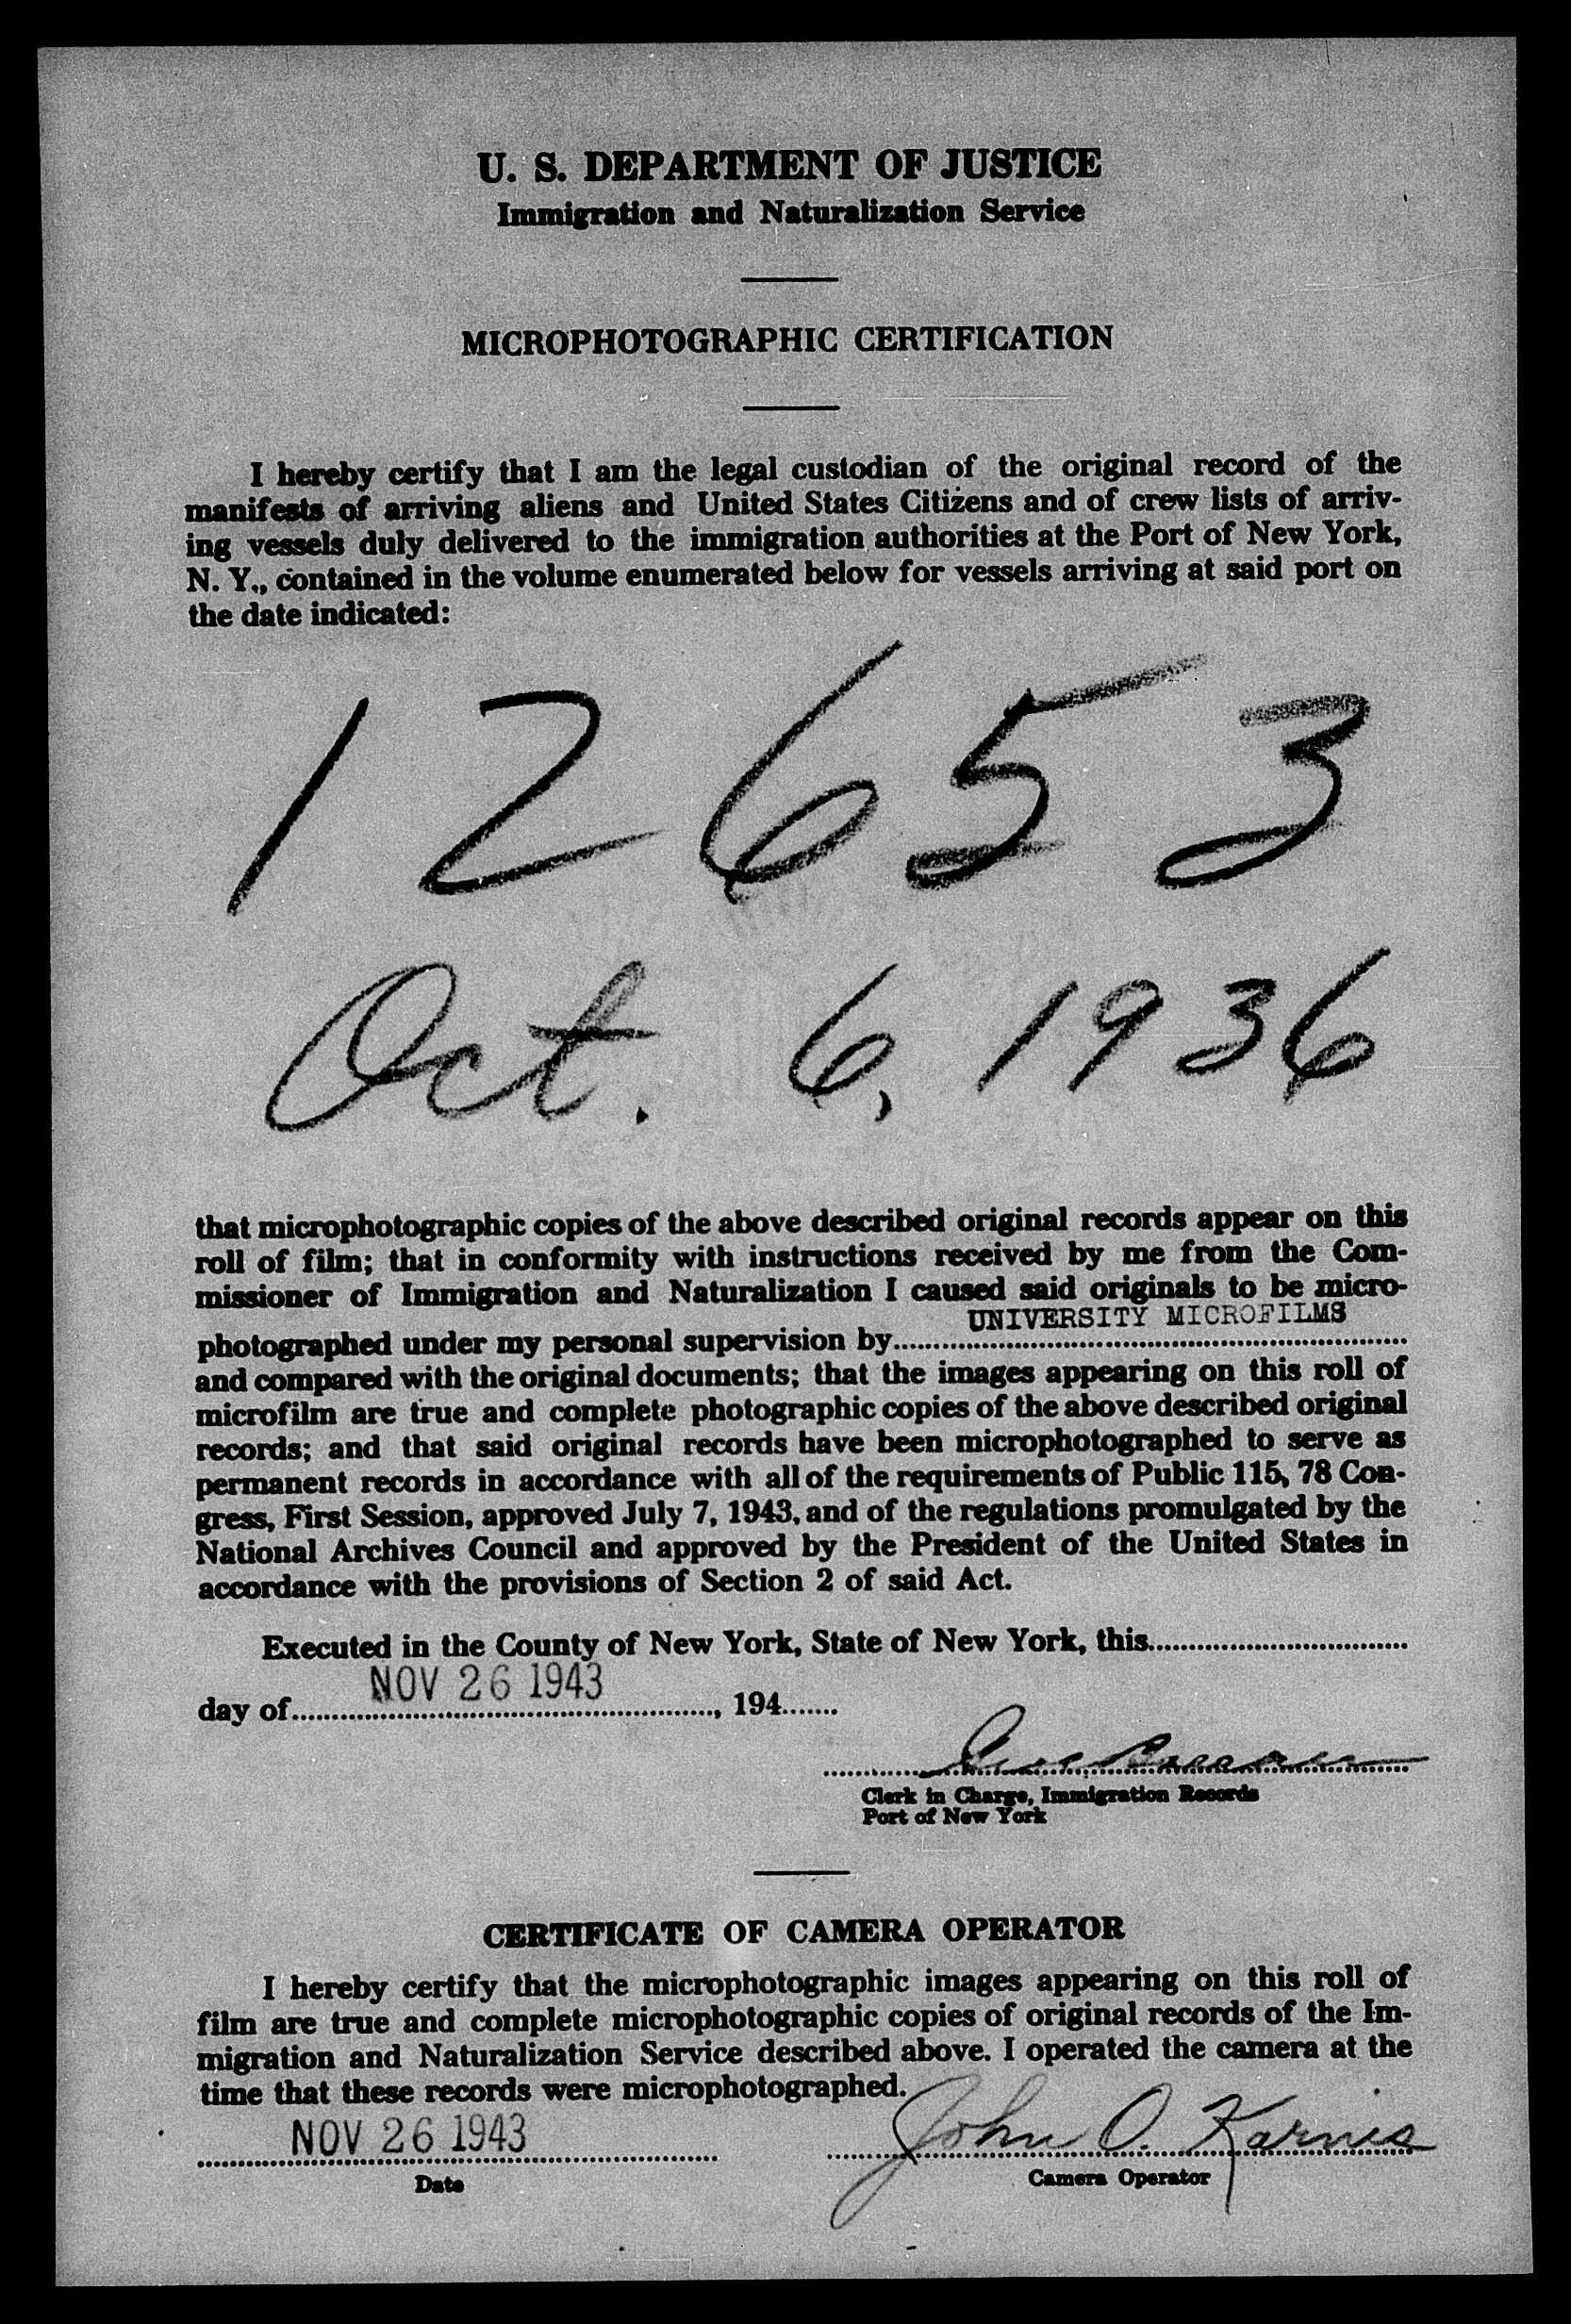 U. S. DEPARTMENT OF JUSTICE
Immigration and Naturalization Service
MICROPHOTOGRAPHIC CERTIFICATION
I hereby certify that I am the legal custodian of the original record of the
manifests of arriving aliens and United States Citizens and of crew lists of arriv-
ing vessels duly delivered to the immigration authorities at the Port of New York,
N. Y., contained in the volume enumerated below for vessels arriving at said port on
the date indicated:
12653
Oct. 6, 1936
that microphotographic copies of the above described original records appear on this
roll of film; that in conformity with instructions received by me from the Com-
missioner of Immigration and Naturalization I caused said originals to be micro-
UNIVERSITY MICROFILMS
photographed under my personal supervision by
and compared with the original documents; that the images appearing on this roll of
microfilm are true and complete photographic copies of the above described original
records; and that said original records have been microphotographed to serve as
permanent records in accordance with all of the requirements of Public 115, 78 Con-
gress, First Session, approved July 7, 1943, and of the regulations promulgated by the
National Archives Council and approved by the President of the United States in
accordance with the provisions of Section 2 of said Act.
Executed in the County of New York, State of New York, this
NOV 26 1943
day of , 194
Clerk in Charge, Immigration Records
Port of New York
CERTIFICATE OF CAMERA OPERATOR
I hereby certify that the microphotographic images appearing on this roll of
film are true and complete microphotographic copies of original records of the Im-
migration and Naturalization Service described above. I operated the camera at the
time that these records were microphotographed.
NOV 26 1943 John O. Karnis
Date Camera Operator